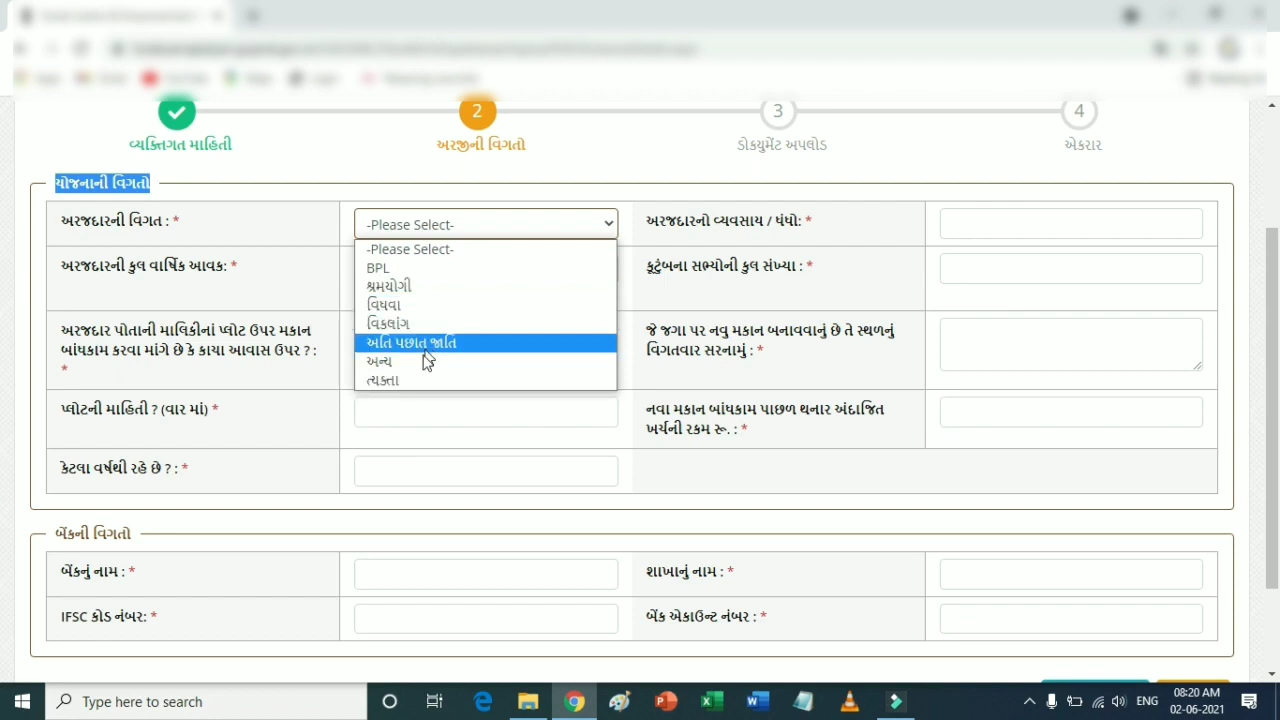 2
3
4
વ્યક્તિગત માહિતી
અરજીની વિગતો
ડોક્યુમેંટ અપલોડ
એકરાર
યોજનાની વિગતો
અરજદારની વિગત : *
-Please Select-
અરજદારનો વ્યવસાય / ધંધો: *
-Please Select-
BPL
શ્રમયોગી
વિધવા
વિકલાંગ
અતિ પછાત જાતિ
અન્ય
ત્યક્તા
અરજદારની કુલ વાર્ષિક આવક: *
કૂટુંબના સભ્યોની કુલ સંખ્યા : *
અરજદાર પોતાની માલિકીનાં પ્લોટ ઉપર મકાન
બાંધકામ કરવા માંગે છે કે કાચા આવાસ ઉપર ? :
*
જે જગા પર નવુ મકાન બનાવવાનું છે તે સ્થળનું
વિગતવાર સરનામું : *
પ્લોટની માહિતી ? (વાર માં) *
નવા મકાન બાંધકામ પાછળ થનાર અંદાજિત
ખર્ચની રકમ રૂ. : *
કેટલા વર્ષથી રહે છે ? : *
બેંકની વિગતો
બેંકનું નામ : *
શાખાનું નામ : *
IFSC કોડ નંબર: *
બેંક એકાઉન્ટ નંબર : *
Type here to search
ENG
08:20 AM
02-06-2021